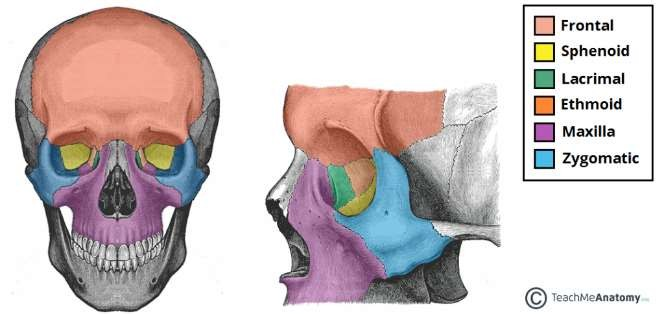 Frontal
Sphenoid
Lacrimal
Ethmoid
Maxilla
Zygomatic
© TeachMeAnatomy